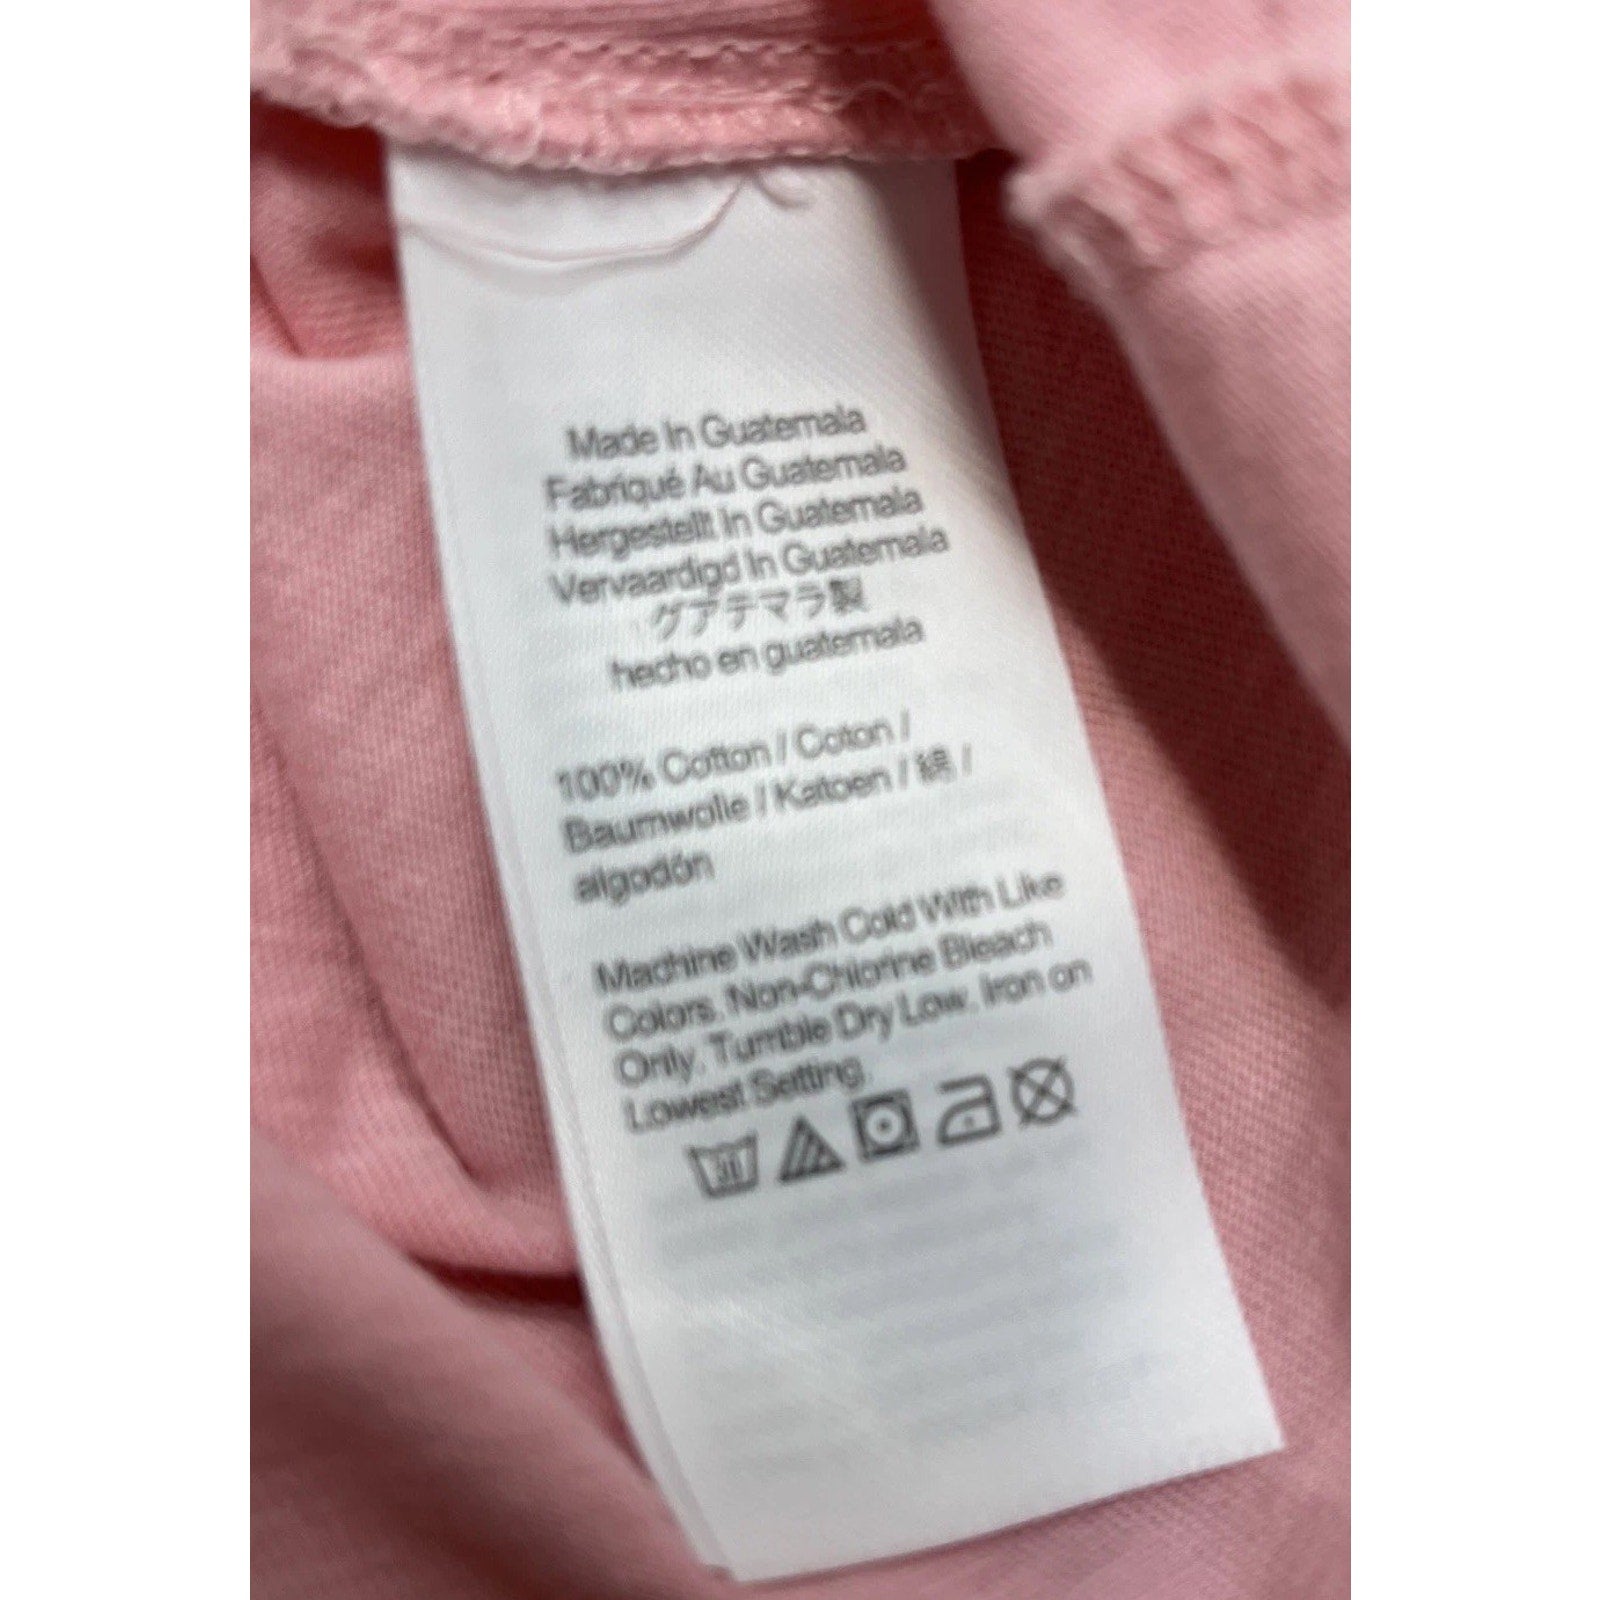 Made In Guatemala
Fabriqué Au Guatemala
Hergestellt In Guatemala
Vervaardigd In Guatemala
グアテマラ製
hecho en guatemala
100% Cotton / Coton /
Baumwolle / Katoen / 綿 /
algodón
Machine Wash Cold With Like
Colors, Non-Chlorine Bleach
Only, Tumble Dry Low, Iron on
Lowest Setting.